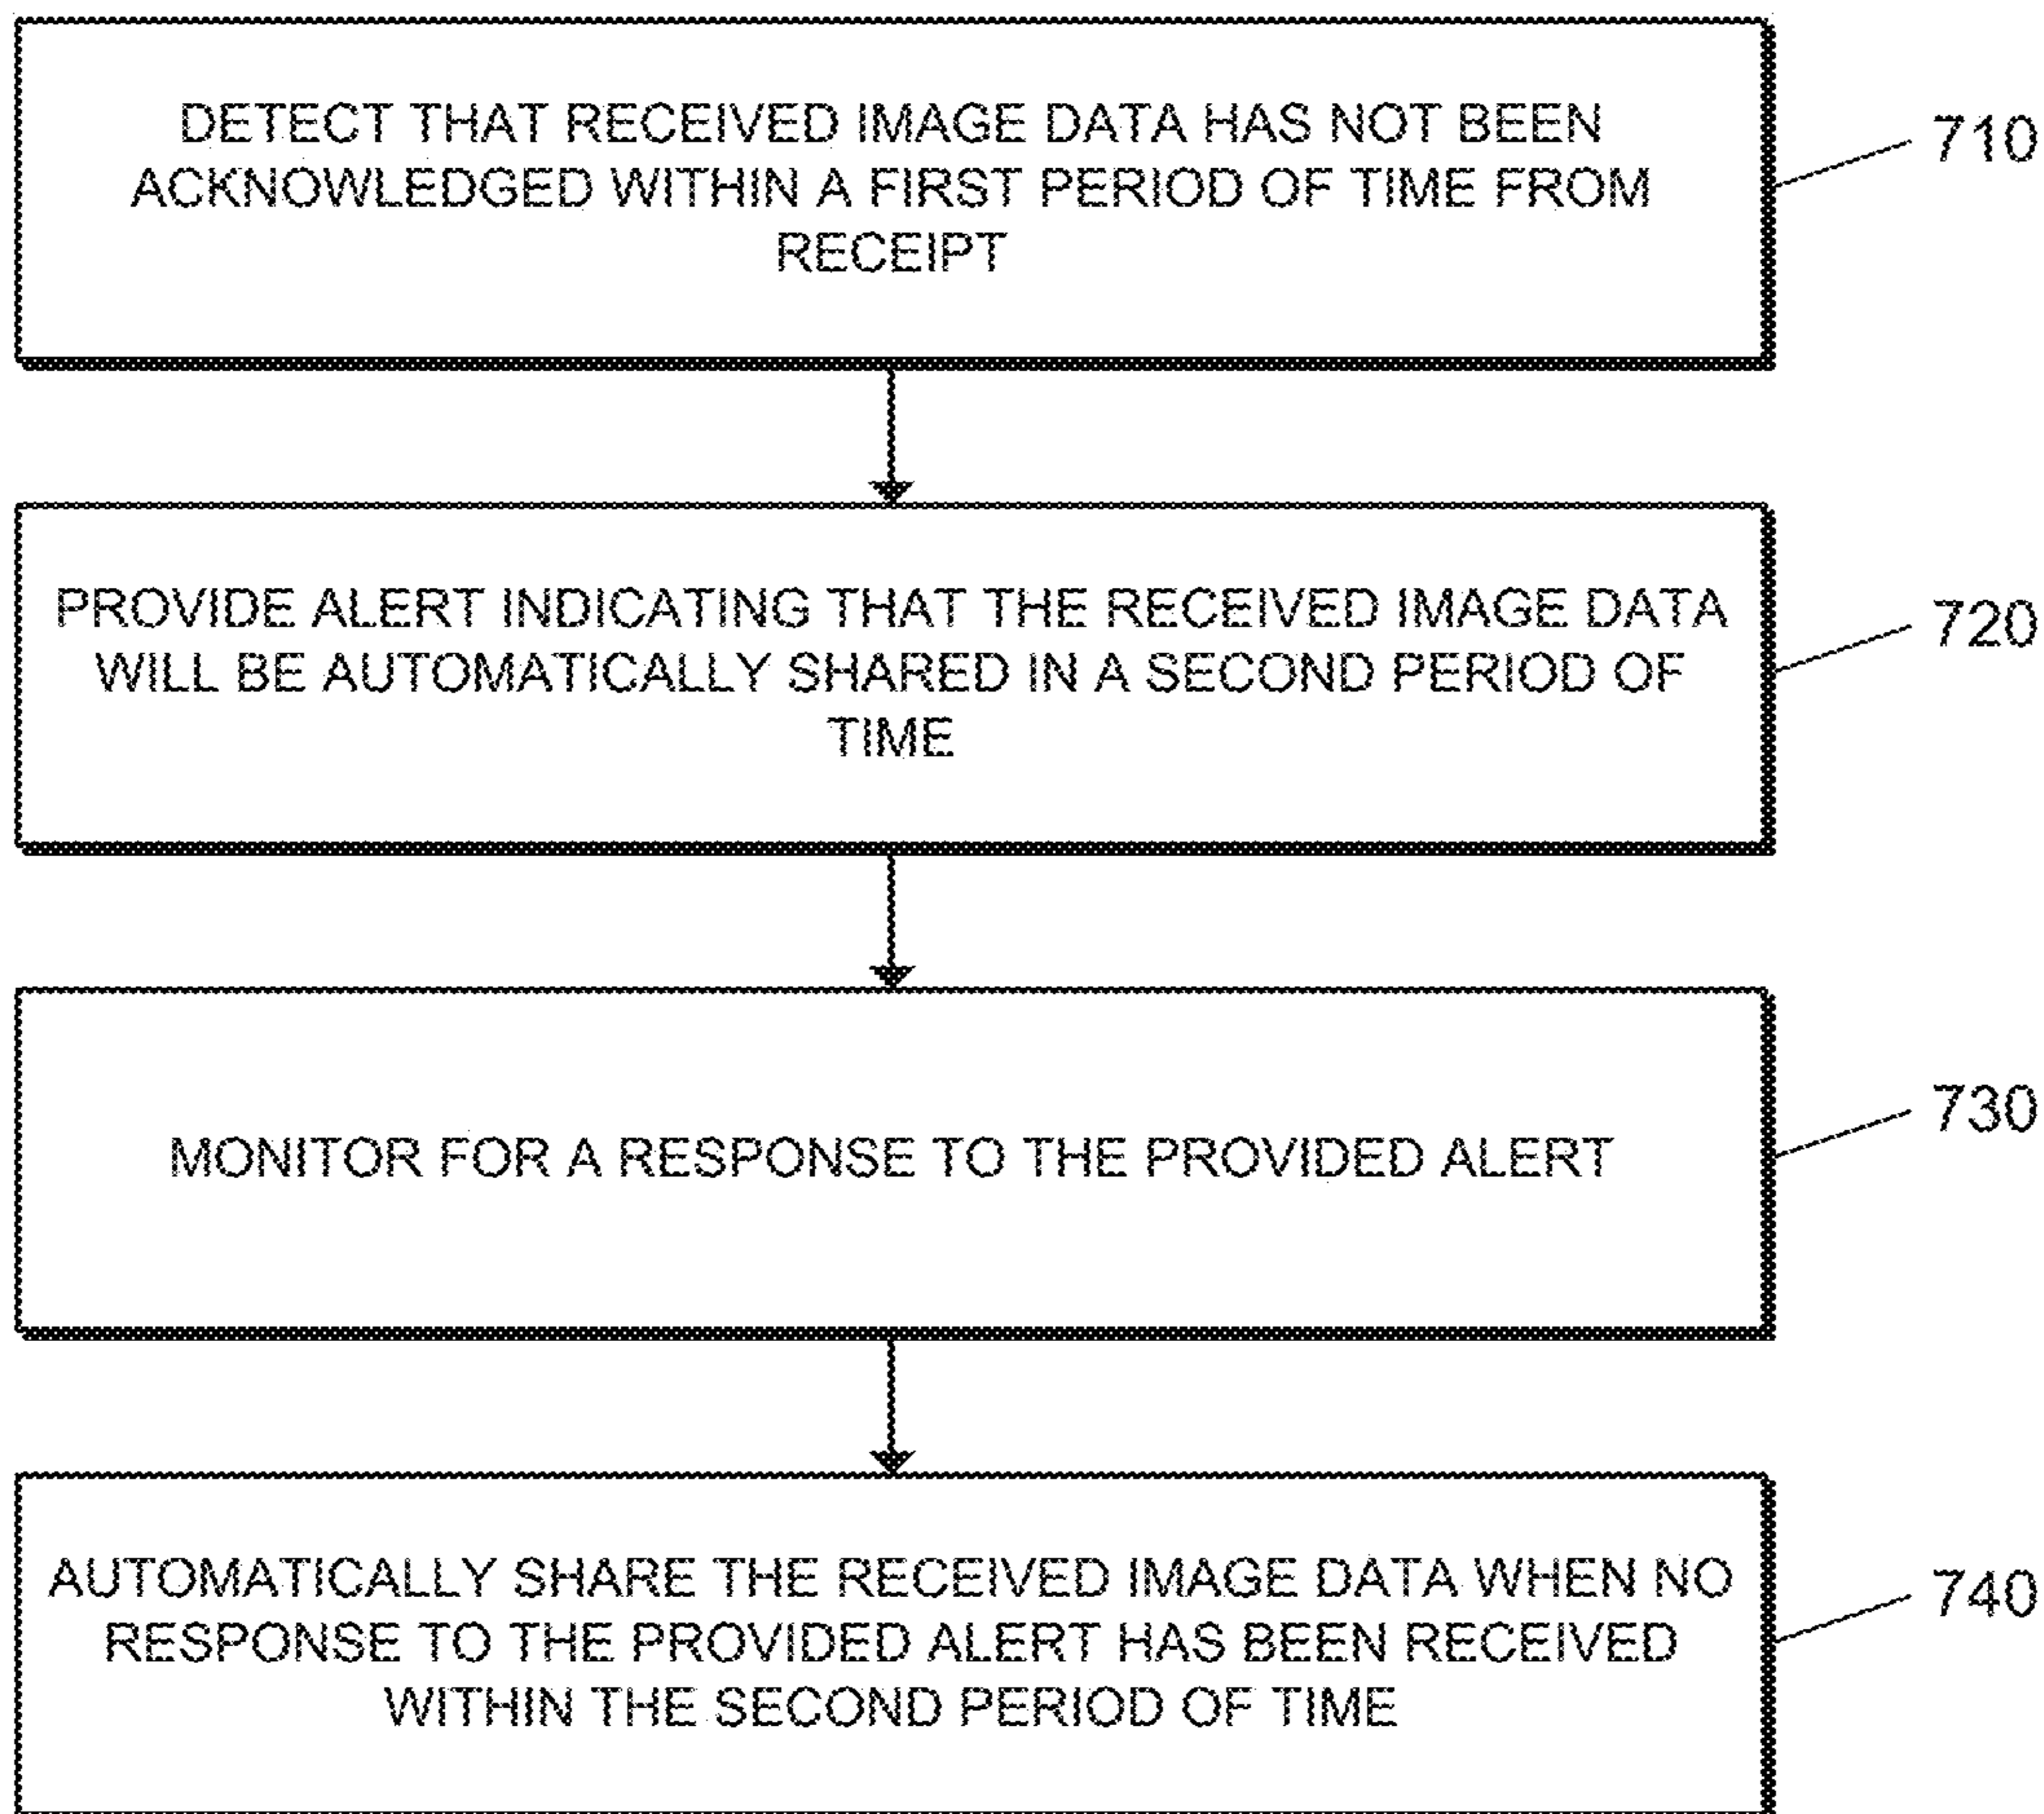 DETECT THAT RECEIVED IMAGE DATA HAS NOT BEEN
ACKNOWLEDGED WITHIN A FIRST PERIOD OF TIME FROM
RECEIPT
710
PROVIDE ALERT INDICATING THAT THE RECEIVED IMAGE DATA
WILL BE AUTOMATICALLY SHARED IN A SECOND PERIOD OF
TIME
720
MONITOR FOR A RESPONSE TO THE PROVIDED ALERT
730
AUTOMATICALLY SHARE THE RECEIVED IMAGE DATA WHEN NO
RESPONSE TO THE PROVIDED ALERT HAS BEEN RECEIVED
WITHIN THE SECOND PERIOD OF TIME
740